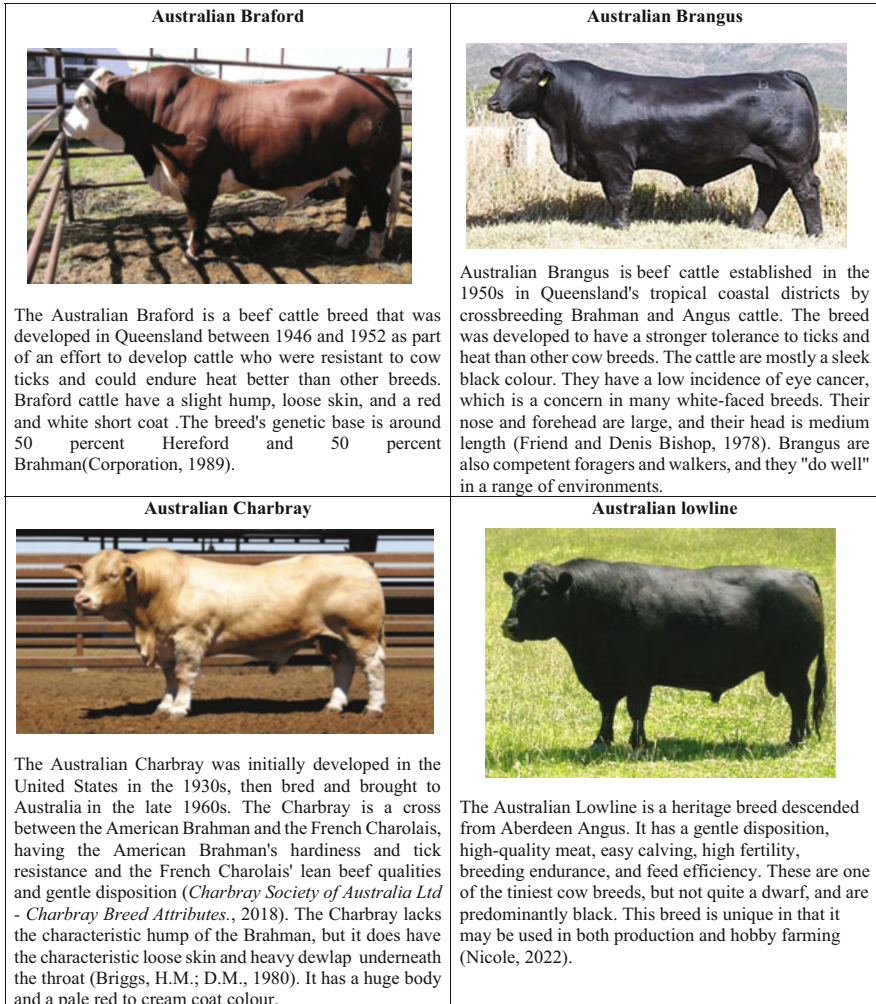 Australian Braford
The Australian Braford is a beef cattle breed that was
developed in Queensland between 1946 and 1952 as part
of an effort to develop cattle who were resistant to cow
ticks and could endure heat better than other breeds.
Braford cattle have a slight hump, loose skin, and a red
and white short coat .The breed's genetic base is around
50 percent Hereford and 50 percent
Brahman(Corporation, 1989).
Australian Brangus
Australian Brangus is beef cattle established in the
1950s in Queensland's tropical coastal districts by
crossbreeding Brahman and Angus cattle. The breed
was developed to have a stronger tolerance to ticks and
heat than other cow breeds. The cattle are mostly a sleek
black colour. They have a low incidence of eye cancer,
which is a concern in many white-faced breeds. Their
nose and forehead are large, and their head is medium
length (Friend and Denis Bishop, 1978). Brangus are
also competent foragers and walkers, and they "do well"
in a range of environments.
Australian Charbray
The Australian Charbray was initially developed in the
United States in the 1930s, then bred and brought to
Australia in the late 1960s. The Charbray is a cross
between the American Brahman and the French Charolais,
having the American Brahman's hardiness and tick
resistance and the French Charolais' lean beef qualities
and gentle disposition (Charbray Society of Australia Ltd
- Charbray Breed Attributes., 2018). The Charbray lacks
the characteristic hump of the Brahman, but it does have
the characteristic loose skin and heavy dewlap underneath
the throat (Briggs, H.M.; D.M., 1980). It has a huge body
and a pale red to cream coat colour.
Australian lowline
The Australian Lowline is a heritage breed descended
from Aberdeen Angus. It has a gentle disposition,
high-quality meat, easy calving, high fertility,
breeding endurance, and feed efficiency. These are one
of the tiniest cow breeds, but not quite a dwarf, and are
predominantly black. This breed is unique in that it
may be used in both production and hobby farming
(Nicole, 2022).